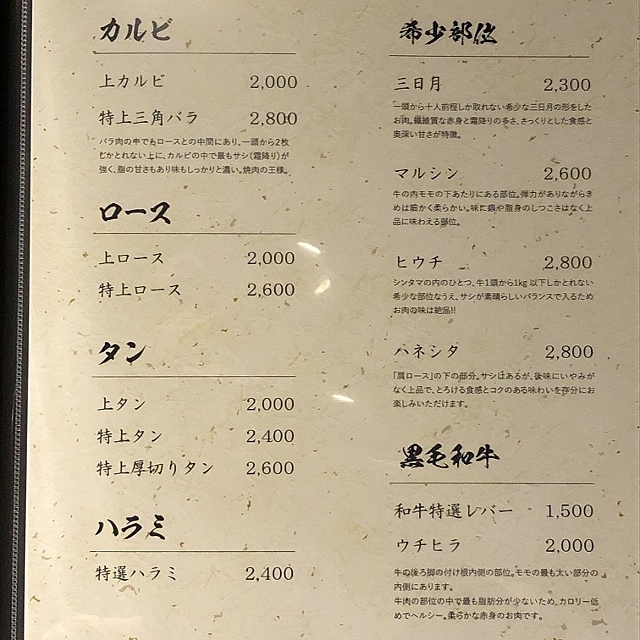 カルビ
上カルビ 2,000
特上三角バラ 2,800
バラ肉の中でもロースとの中間にあり、一頭から2枚
しかとれない上に、カルビの中で最もサシ(霜降り)が
強く、脂の甘さもあり味もしっかりと濃い。焼肉の王様。
ロース
上ロース 2,000
特上ロース 2,600
タン
上タン 2,000
特上タン 2,400
特上厚切りタン 2,600
ハラミ
特選ハラミ 2,400
希少部位
三日月 2,300
一頭から十人前程しか取れない希少な三日月の形をした
お肉。繊維質な赤身と霜降りの多さ、さっくりとした食感と
奥深い甘さが特徴。
マルシン 2,600
牛の内モモの下あたりにある部位。弾力がありながらき
めは細かく柔らかい。味に癖や脂身のしつこさはなく上
品に味わえる部位。
ヒウチ 2,800
シンタマの内のひとつ、牛1頭から1kg 以下しかとれない
希少な部位なうえ、サシが素晴らしいバランスで入るため
お肉の味は絶品!!
ハネシタ 2,800
「肩ロース」の下の部分。サシはあるが、後味にいやみが
なく上品で、とろける食感とコクのある味わいを存分にお
楽しみいただけます。
黒毛和牛
和牛特選レバー 1,500
ウチヒラ 2,000
牛の後ろ脚の付け根内側の部位。モモの最も太い部分の
内側にあります。
牛肉の部位の中で最も脂肪分が少ないため、カロリー低
めでヘルシー。柔らかな赤身のお肉です。